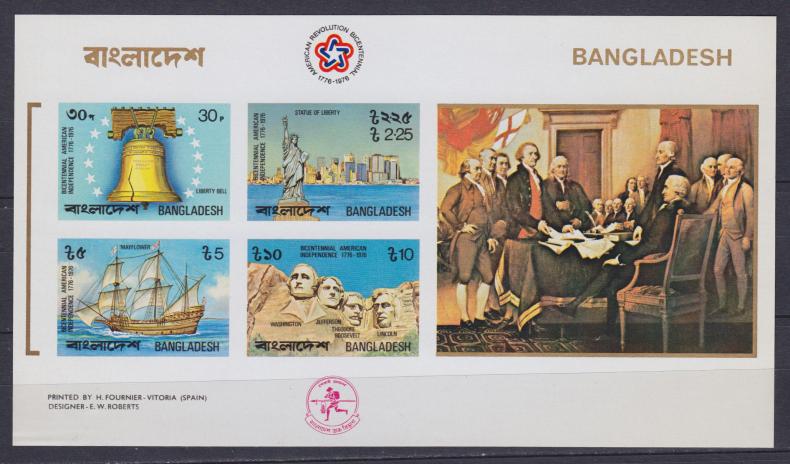 বাংলাদেশ
AMERICAN REVOLUTION BICENTENNIAL
1776-1976
BANGLADESH
৩০ প
30 P
BICENTENNIAL AMERICAN
INDEPENDENCE 1776-1976
LIBERTY BELL
বাংলাদেশ BANGLADESH
STATUE OF LIBERTY
৳ ২.২৫
৳ 2·25
BICENTENNIAL AMERICAN
INDEPENDENCE 1776-1976
বাংলাদেশ BANGLADESH
৳ ৫
MAYFLOWER
৳ 5
BICENTENNIAL AMERICAN
INDEPENDENCE 1776-1976
বাংলাদেশ BANGLADESH
৳ ১০
BICENTENNIAL AMERICAN
INDEPENDENCE 1776-1976
৳ 10
WASHINGTON
JEFFERSON
THEODORE
ROOSEVELT
LINCOLN
বাংলাদেশ BANGLADESH
PRINTED BY H. FOURNIER - VITORIA (SPAIN)
DESIGNER - E. W. ROBERTS